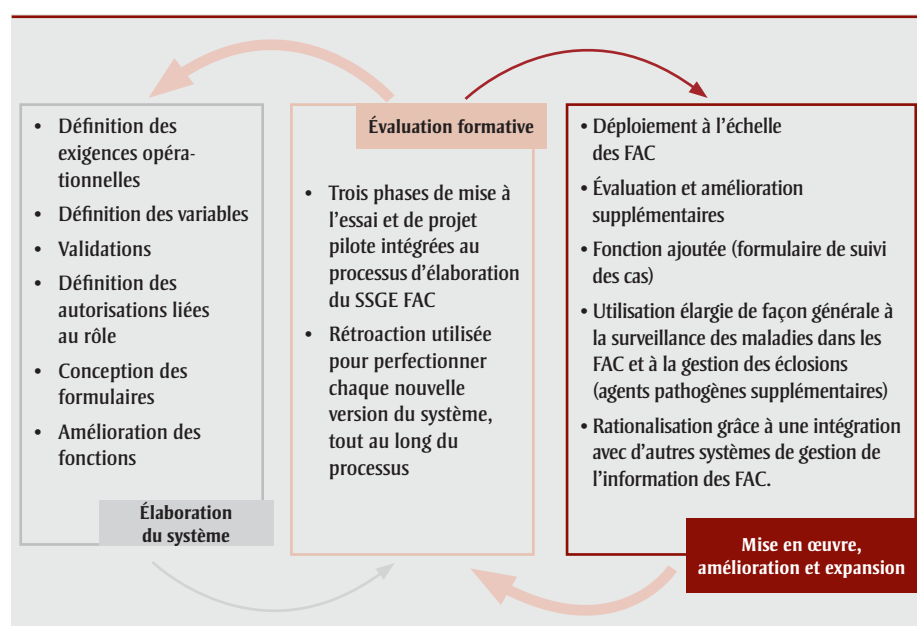 • Définition des
exigences opéra-
tionnelles
• Définition des variables
• Validations
• Définition des
autorisations liées
au rôle
• Conception des
formulaires
• Amélioration des
fonctions
Élaboration
du système
Évaluation formative
• Trois phases de mise à
l’essai et de projet
pilote intégrées au
processus d’élaboration
du SSGE FAC
• Rétroaction utilisée
pour perfectionner
chaque nouvelle
version du système,
tout au long du
processus
• Déploiement à l’échelle
des FAC
• Évaluation et amélioration
supplémentaires
• Fonction ajoutée (formulaire de suivi
des cas)
• Utilisation élargie de façon générale à
la surveillance des maladies dans les
FAC et à la gestion des éclosions
(agents pathogènes supplémentaires)
• Rationalisation grâce à une intégration
avec d’autres systèmes de gestion de
l’information des FAC.
Mise en œuvre,
amélioration et expansion